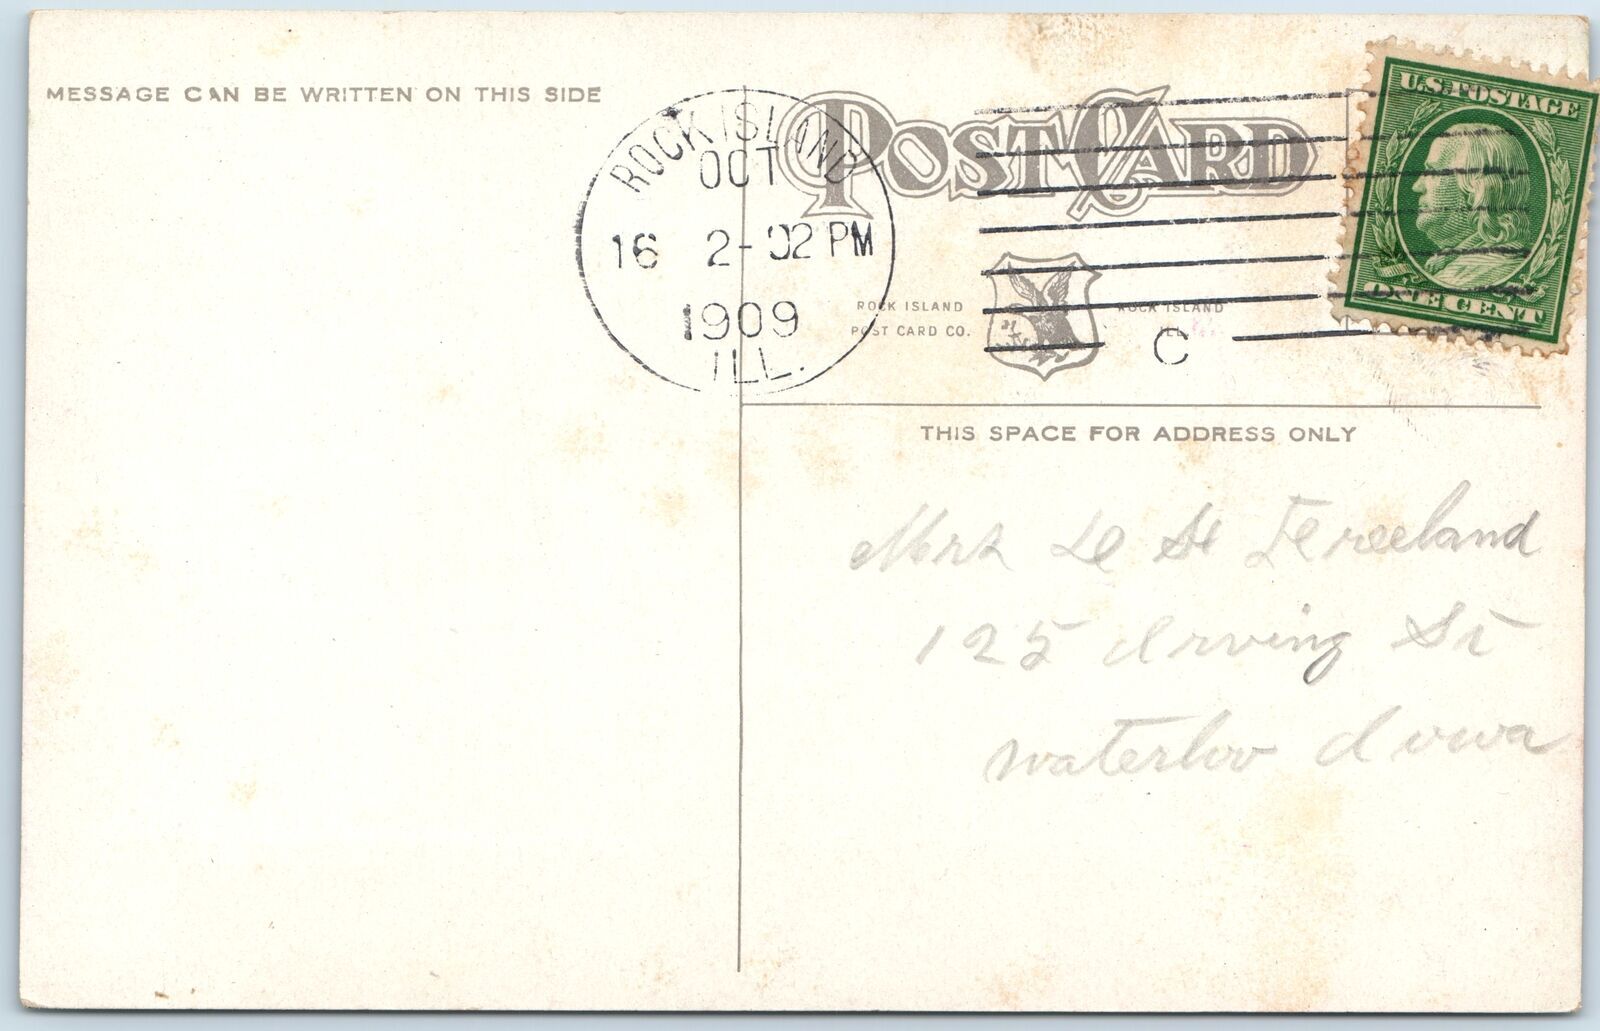 MESSAGE CAN BE WRITTEN ON THIS SIDE
POST CARD
ROCK ISLAND
OCT
16 2-02 PM
1909
ILL.
C
U.S. POSTAGE
ONE CENT
ROCK ISLAND
POST CARD CO.
ROCK ISLAND
ILL.
THIS SPACE FOR ADDRESS ONLY
Mrs Freeland
125 Irving St
Waterloo Iowa